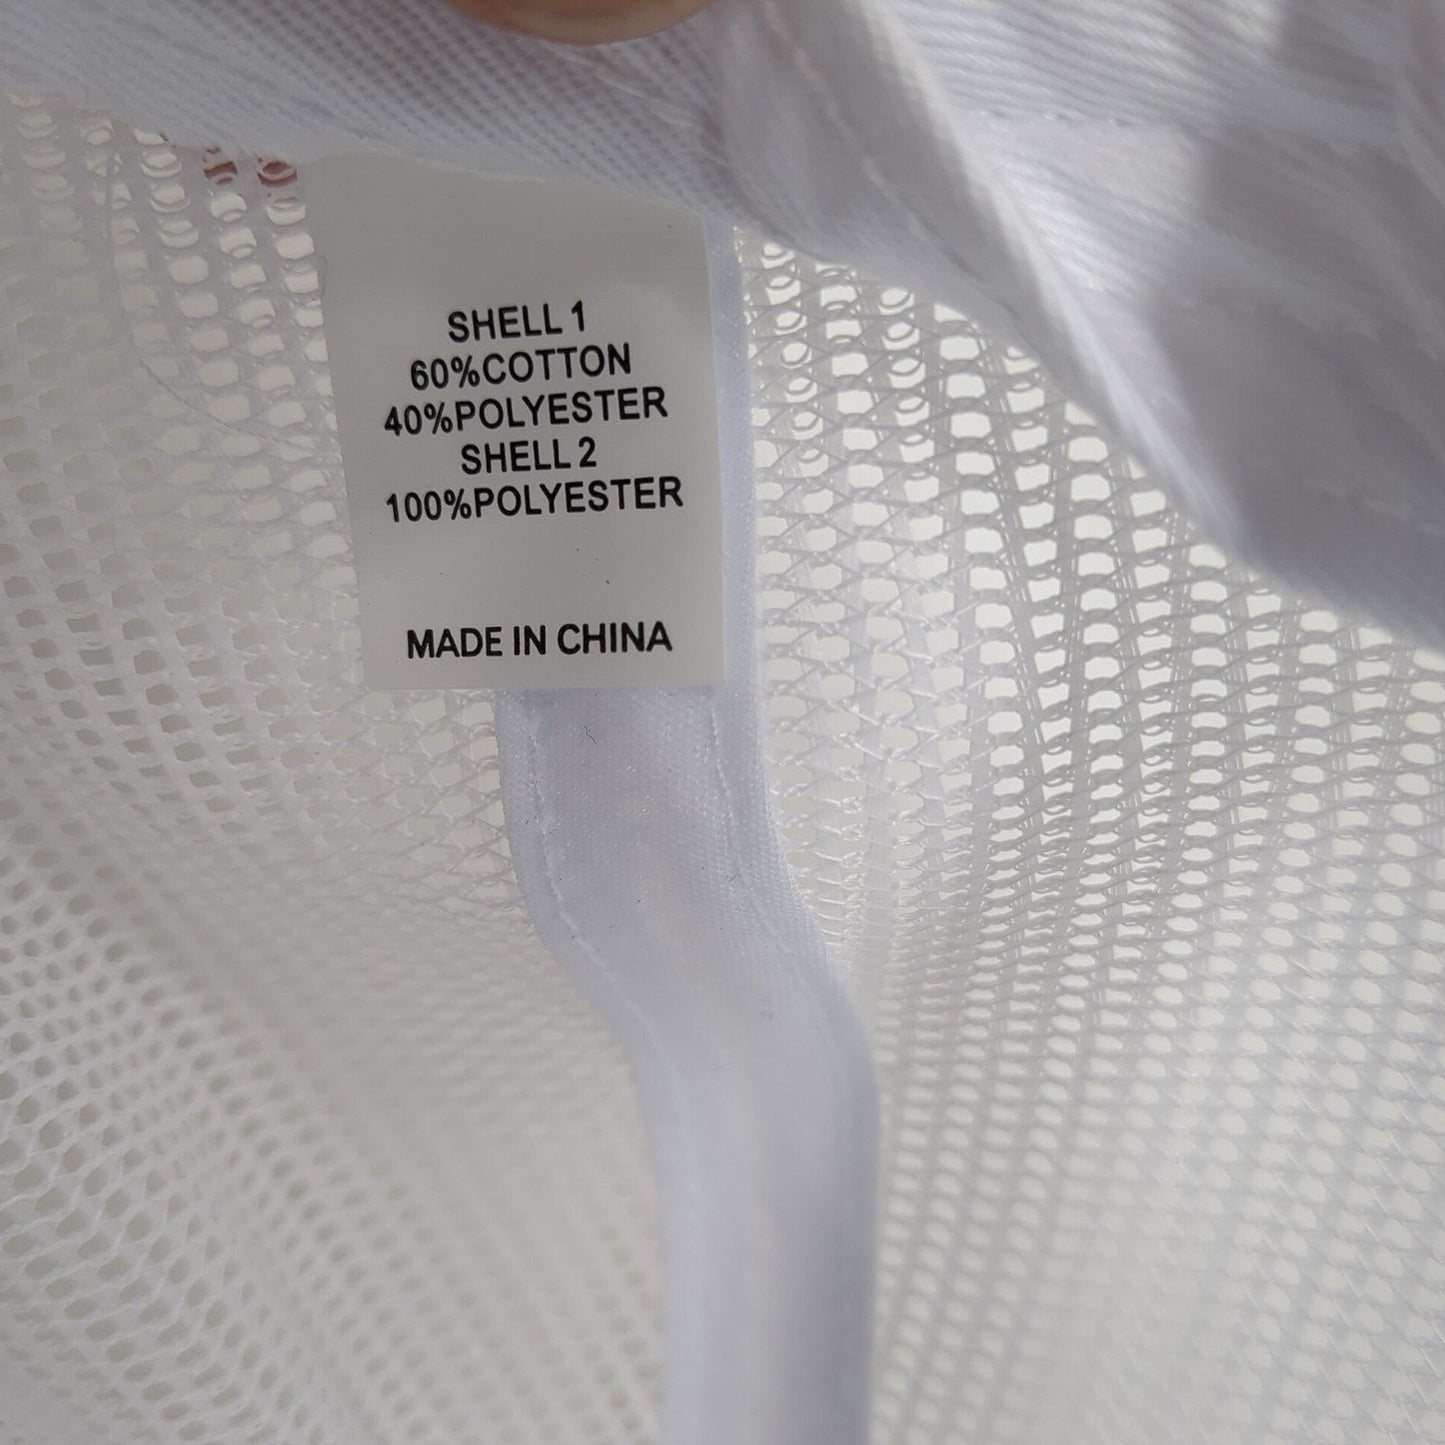 SHELL 1
60%COTTON
40%POLYESTER
SHELL 2
100%POLYESTER
MADE IN CHINA